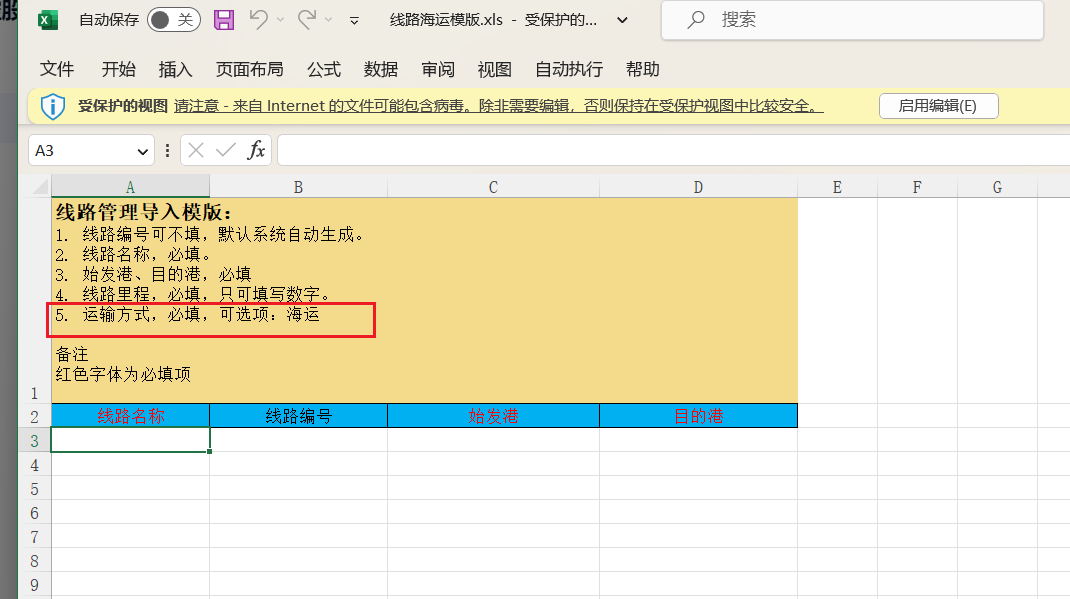 自动保存 关 线路海运模版.xls - 受保护的... 搜索
文件 开始 插入 页面布局 公式 数据 审阅 视图 自动执行 帮助
受保护的视图 请注意 - 来自 Internet 的文件可能包含病毒。除非需要编辑，否则保持在受保护视图中比较安全。 启用编辑(E)
A3 fx
A B C D E F G
线路管理导入模版：
1. 线路编号可不填，默认系统自动生成。
2. 线路名称，必填。
3. 始发港、目的港，必填
4. 线路里程，必填，只可填写数字。
5. 运输方式，必填，可选项：海运
备注
红色字体为必填项
1
2 线路名称 线路编号 始发港 目的港
3
4
5
6
7
8
9